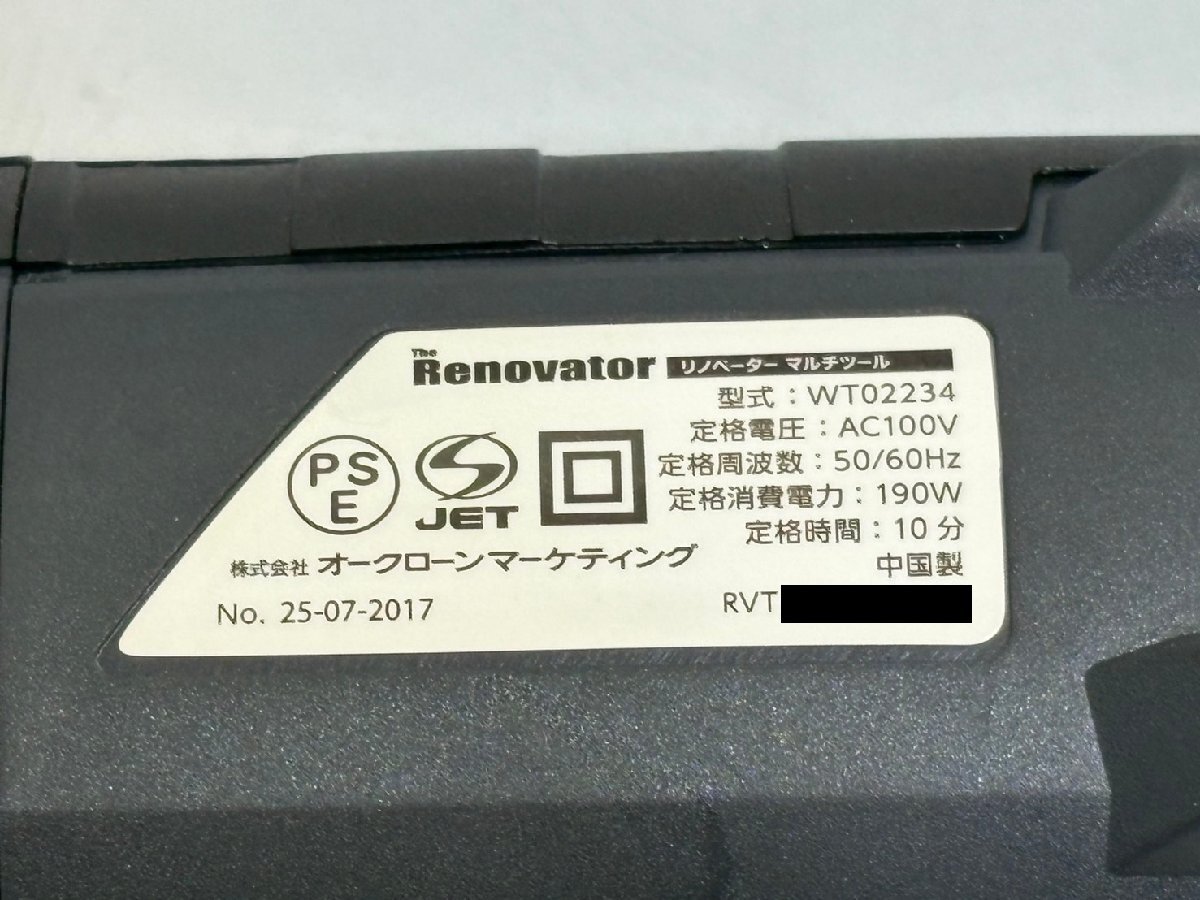 The
Renovator リノベーター マルチツール
型式：WT02234
定格電圧：AC100V
定格周波数：50/60Hz
定格消費電力：190W
定格時間：10分
中国製
PS
E
JET
株式会社 オークローンマーケティング
No. 25-07-2017
RVT